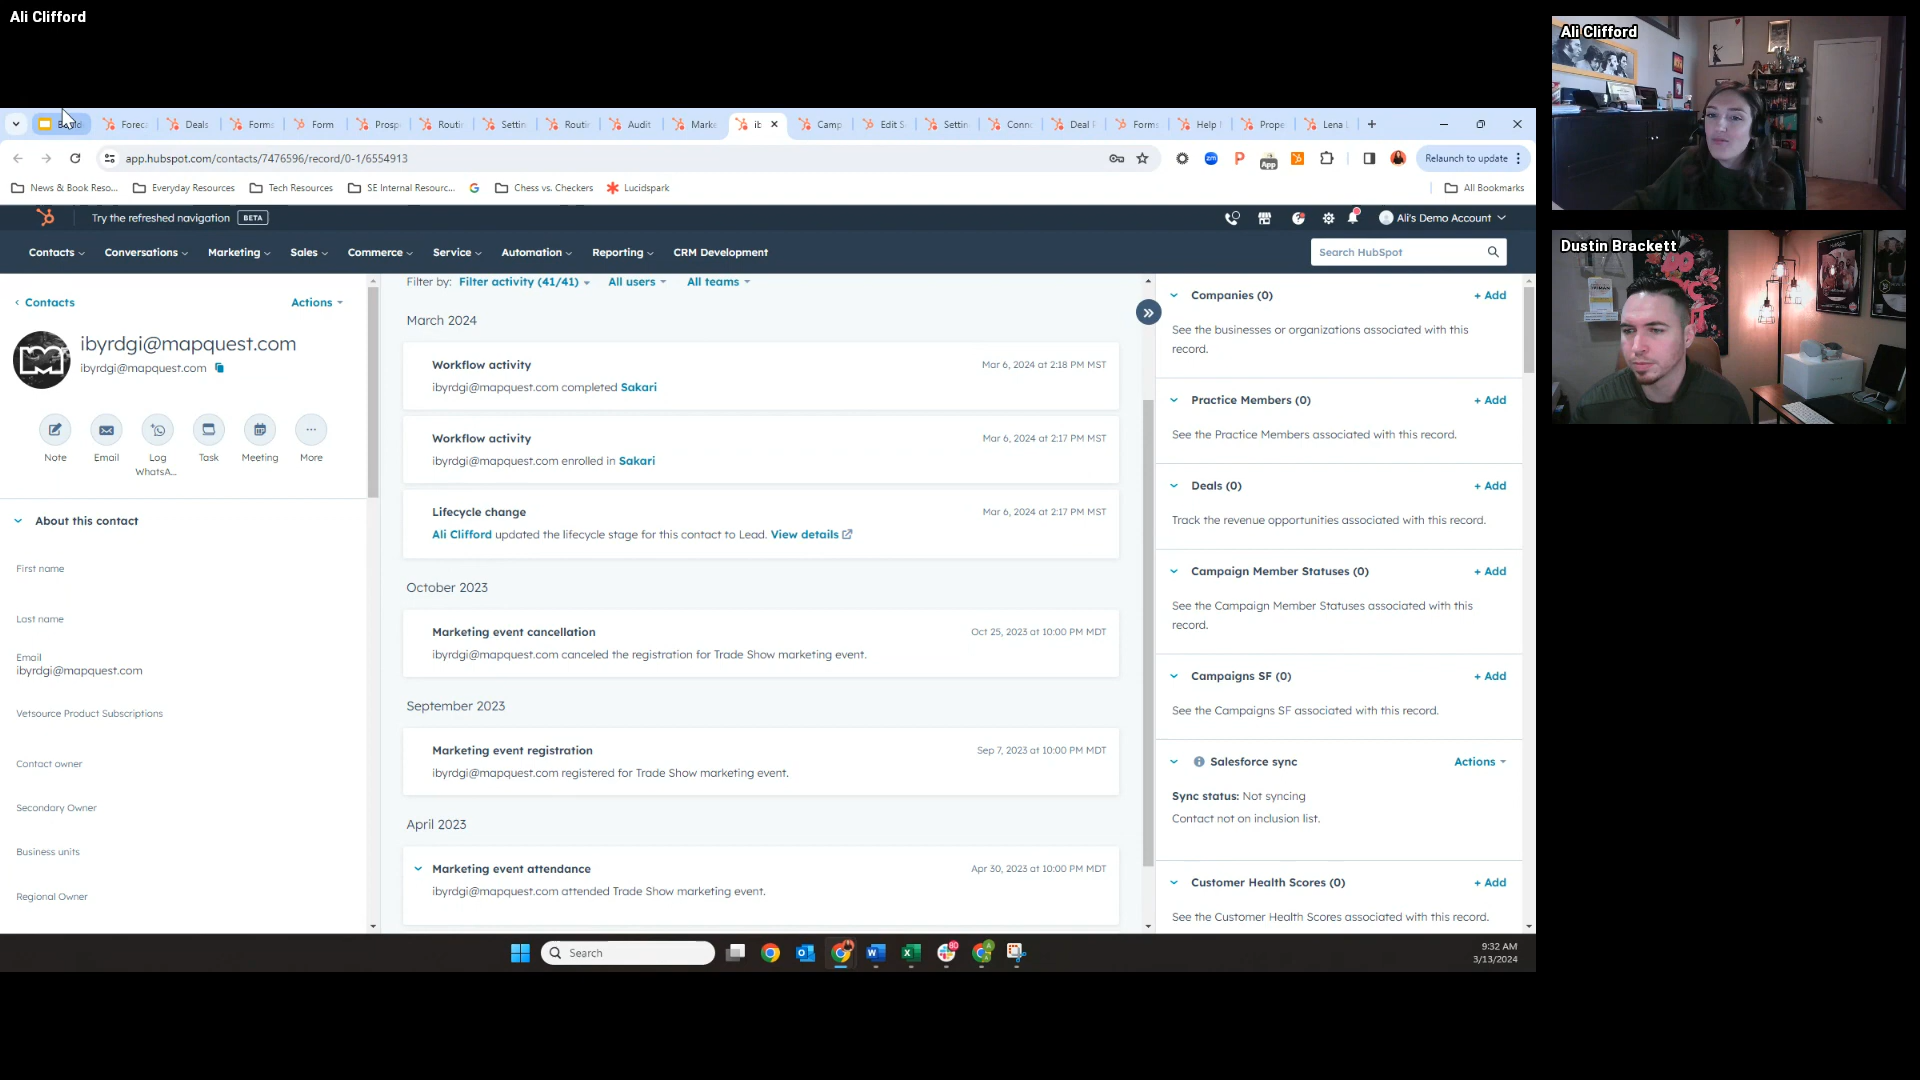 Ali Clifford
Ali Clifford
Dustin Brackett
Forec
Deals
Forms
Form
Prosp
Routi
Settin
Routi
Audit
Marke
ib
Camp
Edit S
Settin
Conn
Deal
Forms
Help
Prope
Lena
app.hubspot.com/contacts/7476596/record/0-1/6554913
Relaunch to update
News & Book Reso...
Everyday Resources
Tech Resources
SE Internal Resourc...
Chess vs. Checkers
Lucidspark
All Bookmarks
Try the refreshed navigation BETA
Ali's Demo Account
Contacts
Conversations
Marketing
Sales
Commerce
Service
Automation
Reporting
CRM Development
Search HubSpot
Contacts
Actions
ibyrdgi@mapquest.com
ibyrdgi@mapquest.com
Note
Email
Log WhatsA...
Task
Meeting
More
About this contact
First name
Last name
Email
ibyrdgi@mapquest.com
Vetsource Product Subscriptions
Contact owner
Secondary Owner
Business units
Regional Owner
Filter by: Filter activity (41/41) All users All teams
March 2024
Workflow activity Mar 6, 2024 at 2:18 PM MST
ibyrdgi@mapquest.com completed Sakari
Workflow activity Mar 6, 2024 at 2:17 PM MST
ibyrdgi@mapquest.com enrolled in Sakari
Lifecycle change Mar 6, 2024 at 2:17 PM MST
Ali Clifford updated the lifecycle stage for this contact to Lead. View details
October 2023
Marketing event cancellation Oct 25, 2023 at 10:00 PM MDT
ibyrdgi@mapquest.com canceled the registration for Trade Show marketing event.
September 2023
Marketing event registration Sep 7, 2023 at 10:00 PM MDT
ibyrdgi@mapquest.com registered for Trade Show marketing event.
April 2023
Marketing event attendance Apr 30, 2023 at 10:00 PM MDT
ibyrdgi@mapquest.com attended Trade Show marketing event.
Companies (0) + Add
See the businesses or organizations associated with this
record.
Practice Members (0) + Add
See the Practice Members associated with this record.
Deals (0) + Add
Track the revenue opportunities associated with this record.
Campaign Member Statuses (0) + Add
See the Campaign Member Statuses associated with this
record.
Campaigns SF (0) + Add
See the Campaigns SF associated with this record.
Salesforce sync Actions
Sync status: Not syncing
Contact not on inclusion list.
Customer Health Scores (0) + Add
See the Customer Health Scores associated with this record.
Search
9:32 AM
3/13/2024